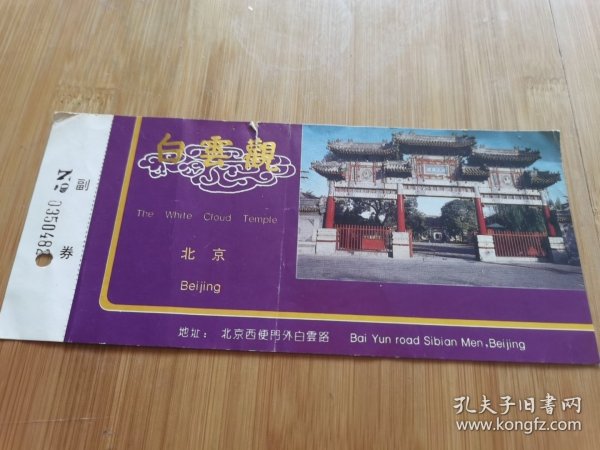 副券
No 0350482
白雲觀
The White Cloud Temple
北京
Beijing
地址：北京西便門外白雲路 Bai Yun road Sibian Men,Beijing
孔夫子旧书网
www.kongfz.com